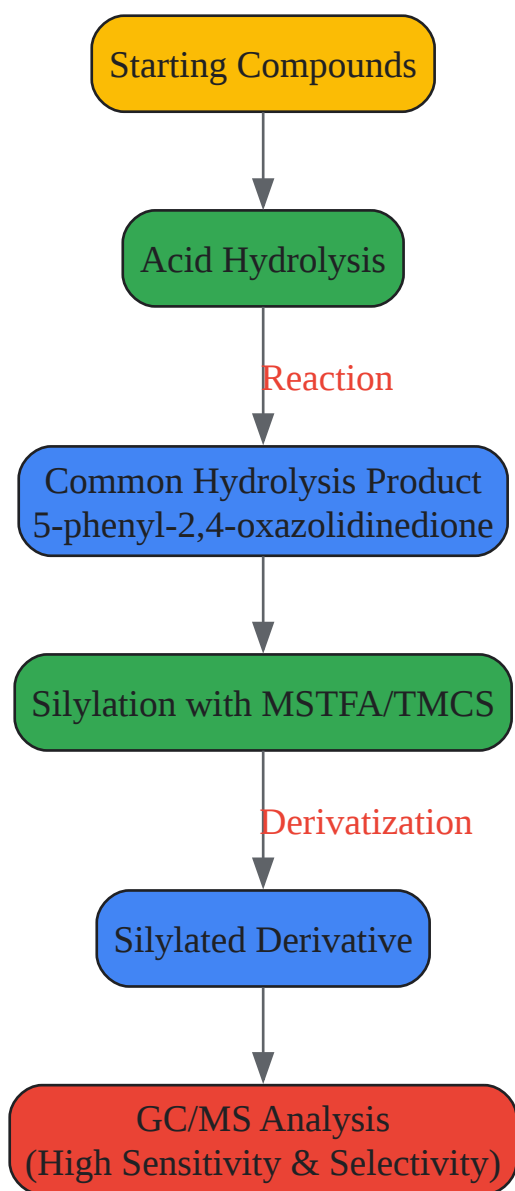 Starting Compounds
Acid Hydrolysis
Reaction
Common Hydrolysis Product
5-phenyl-2,4-oxazolidinedione
Silylation with MSTFA/TMCS
Derivatization
Silylated Derivative
GC/MS Analysis
(High Sensitivity & Selectivity)